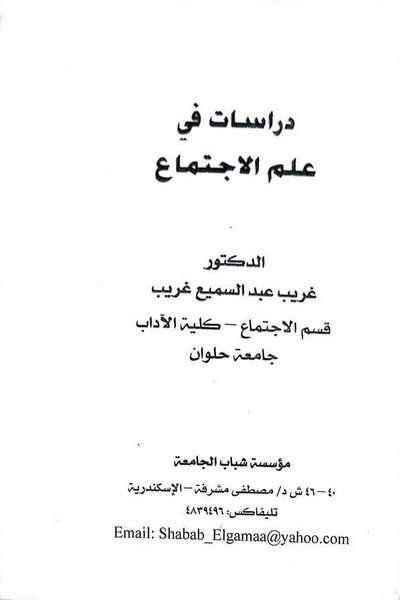 دراسات في
علم الاجتماع
الدكتور
غريب عبد السميع غريب
قسم الاجتماع – كلية الآداب
جامعة حلوان
مؤسسة شباب الجامعة
٤٠ – ٤٦ ش د/ مصطفى مشرفة – الإسكندرية
تليفاكس: ٤٨٣٩٤٩٦
Email: Shabab_Elgamaa@yahoo.com